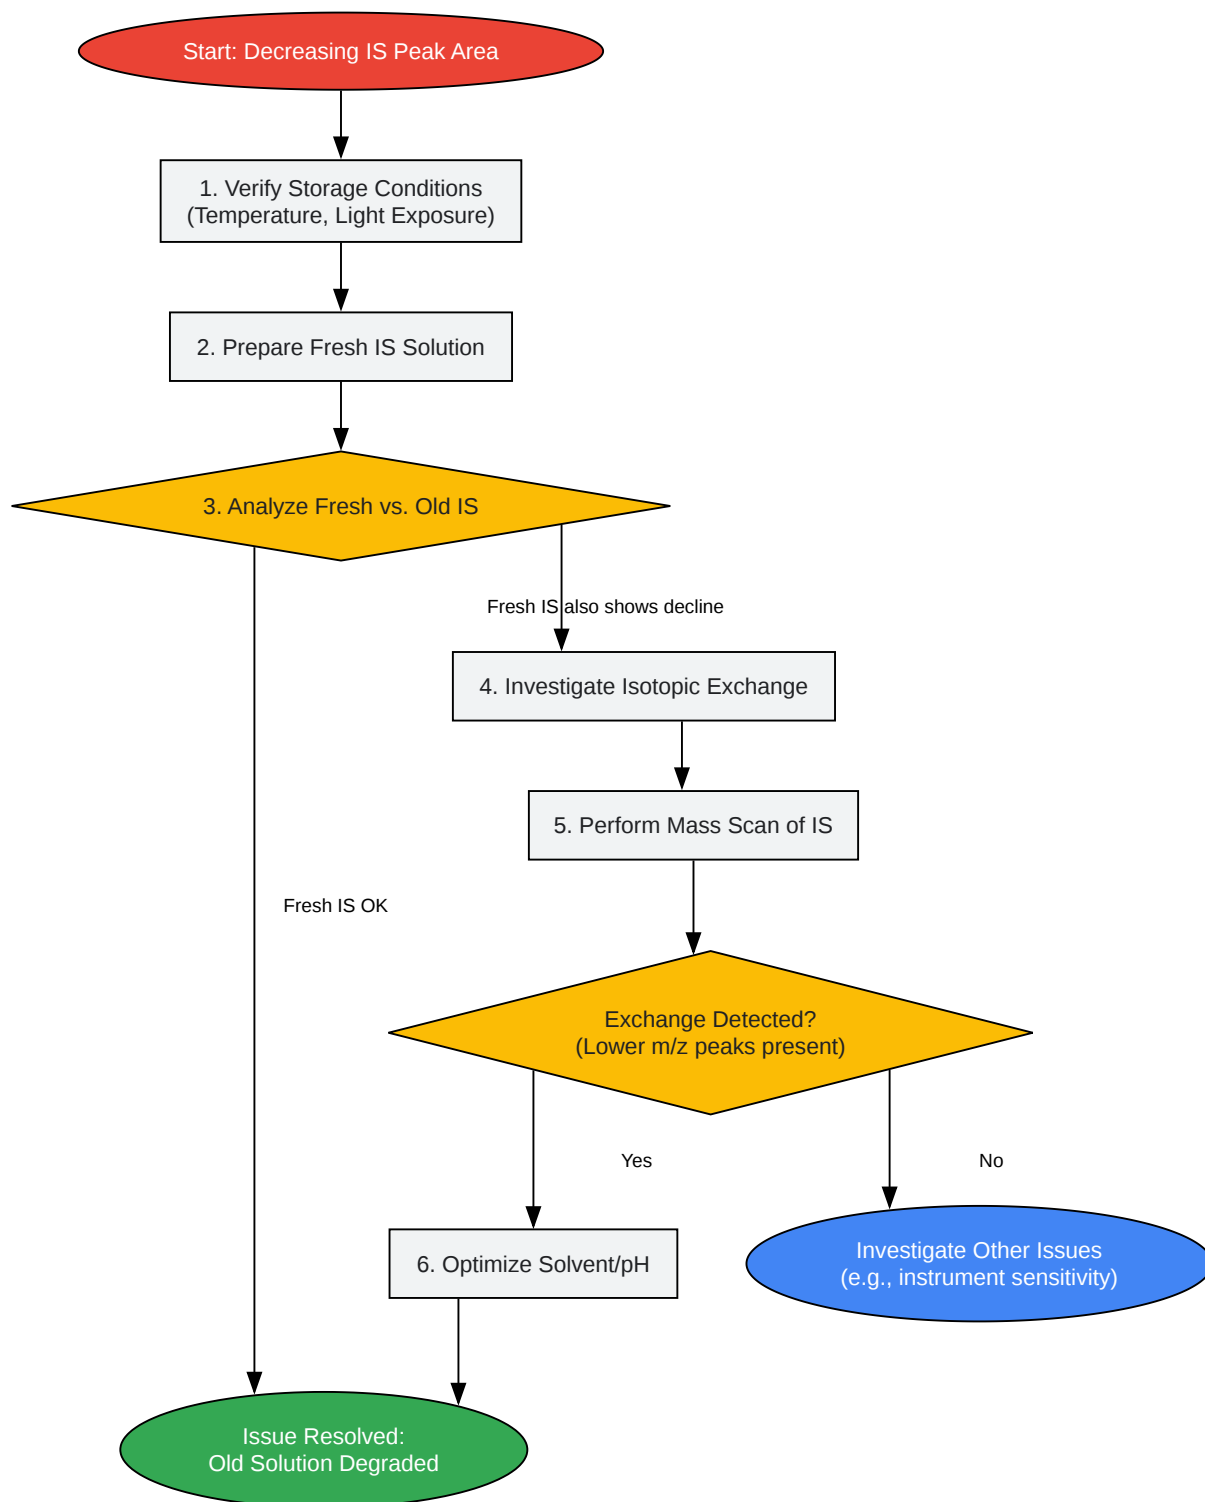 Start: Decreasing IS Peak Area
1. Verify Storage Conditions
(Temperature, Light Exposure)
2. Prepare Fresh IS Solution
3. Analyze Fresh vs. Old IS
Fresh IS also shows decline
4. Investigate Isotopic Exchange
5. Perform Mass Scan of IS
Fresh IS OK
Exchange Detected?
(Lower m/z peaks present)
Yes
No
6. Optimize Solvent/pH
Investigate Other Issues
(e.g., instrument sensitivity)
Issue Resolved:
Old Solution Degraded